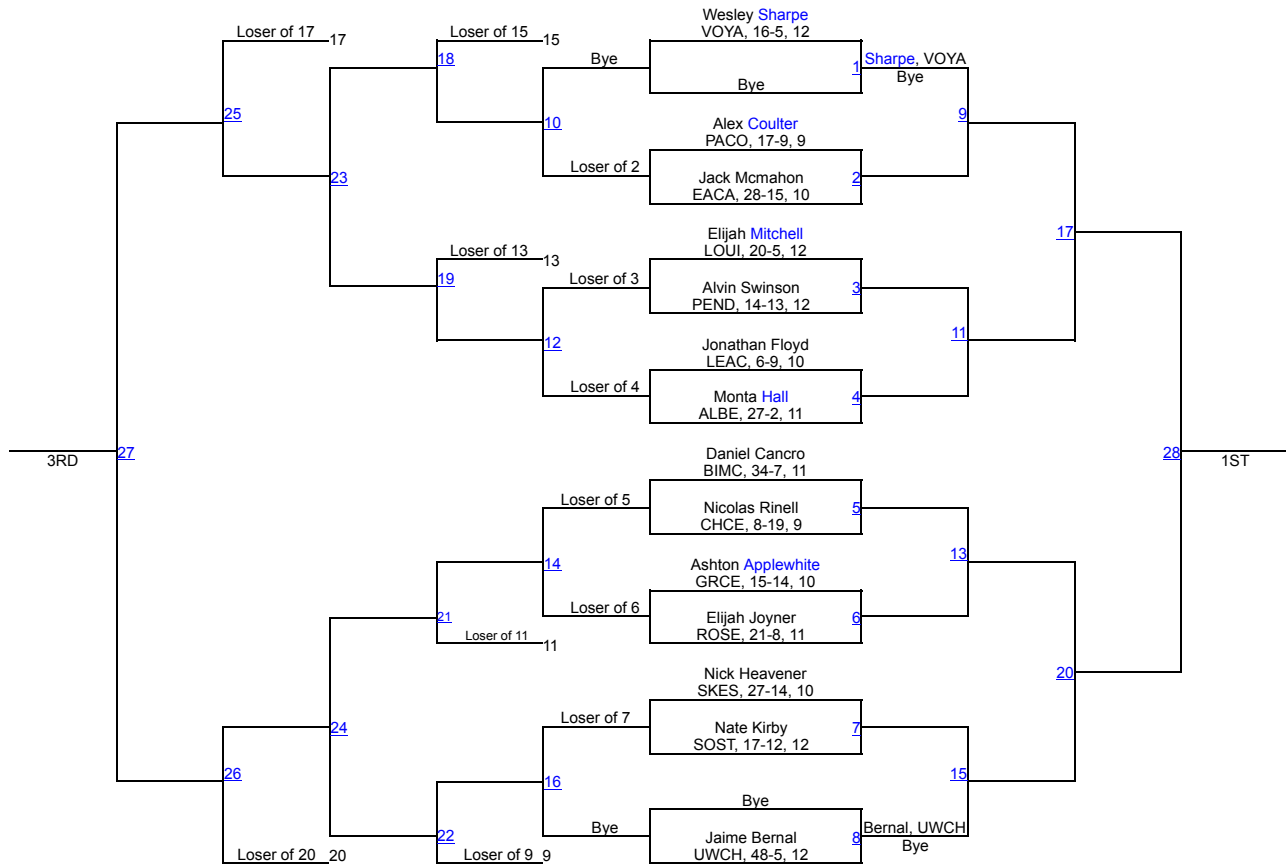 Wesley Sharpe
VOYA, 16-5, 12
Loser of 17 17
Loser of 15 15
18
Bye
1
Sharpe, VOYA
Bye
Bye
25
10
Alex Coulter
PACO, 17-9, 9
9
23
Loser of 2
Jack Mcmahon
EACA, 28-15, 10
2
Elijah Mitchell
LOUI, 20-5, 12
17
Loser of 13 13
19
Loser of 3
Alvin Swinson
PEND, 14-13, 12
3
12
Jonathan Floyd
LEAC, 6-9, 10
11
Loser of 4
Monta Hall
ALBE, 27-2, 11
4
3RD
27
Daniel Cancro
BIMC, 34-7, 11
28
1ST
Loser of 5
Nicolas Rinell
CHCE, 8-19, 9
5
14
Ashton Applewhite
GRCE, 15-14, 10
13
21
Loser of 6
Elijah Joyner
ROSE, 21-8, 11
6
Loser of 11 11
Nick Heavener
SKES, 27-14, 10
20
24
Loser of 7
Nate Kirby
SOST, 17-12, 12
7
26
16
15
Bye
22
Bye
Jaime Bernal
UWCH, 48-5, 12
8
Bernal, UWCH
Bye
Loser of 20 20
Loser of 9 9